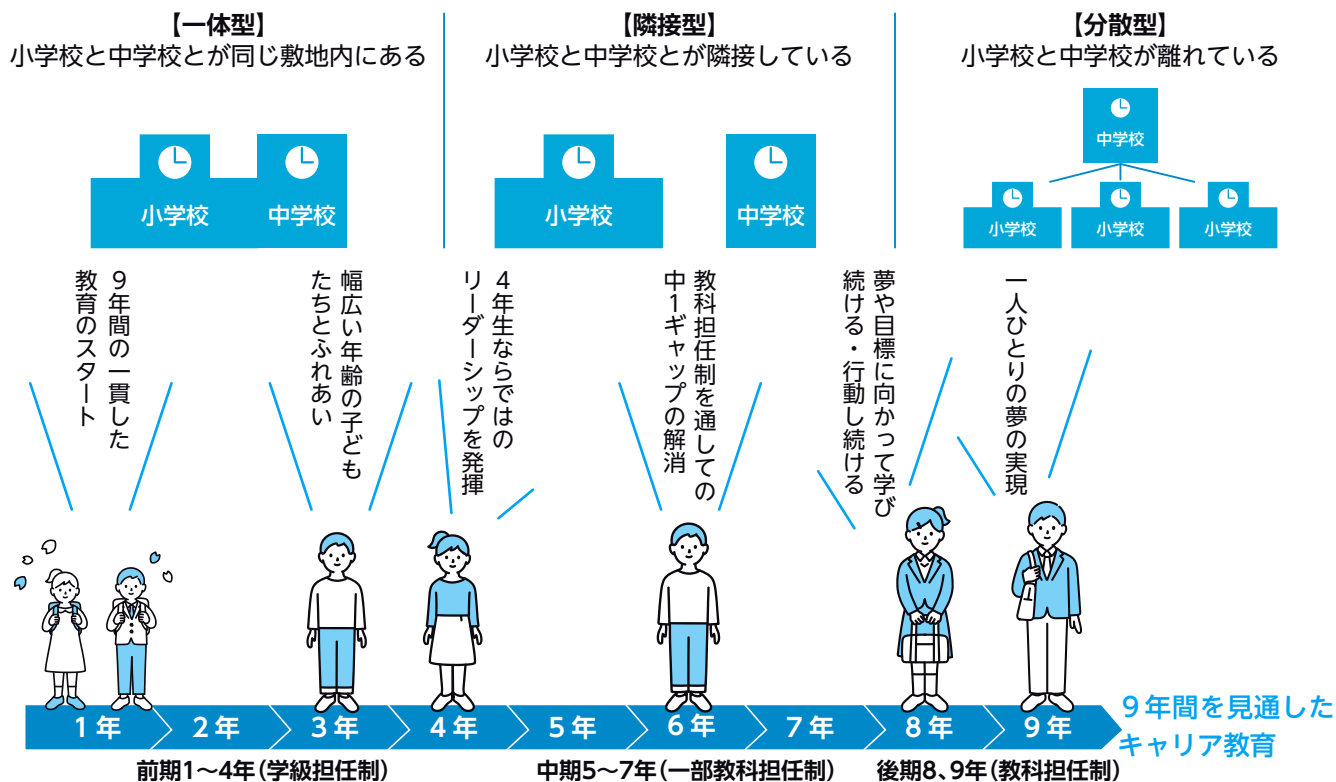 【一体型】
小学校と中学校とが同じ敷地内にある
小学校
中学校
【隣接型】
小学校と中学校とが隣接している
小学校
中学校
【分散型】
小学校と中学校が離れている
中学校
小学校
小学校
小学校
9年間の一貫した
教育のスタート
幅広い年齢の子ども
たちとふれあい
4年生ならではの
リーダーシップを発揮
教科担任制を通しての
中1ギャップの解消
夢や目標に向かって学び
続ける・行動し続ける
一人ひとりの夢の実現
1年
2年
3年
4年
5年
6年
7年
8年
9年
9年間を見通した
キャリア教育
前期1〜4年(学級担任制)
中期5〜7年(一部教科担任制)
後期8、9年(教科担任制)